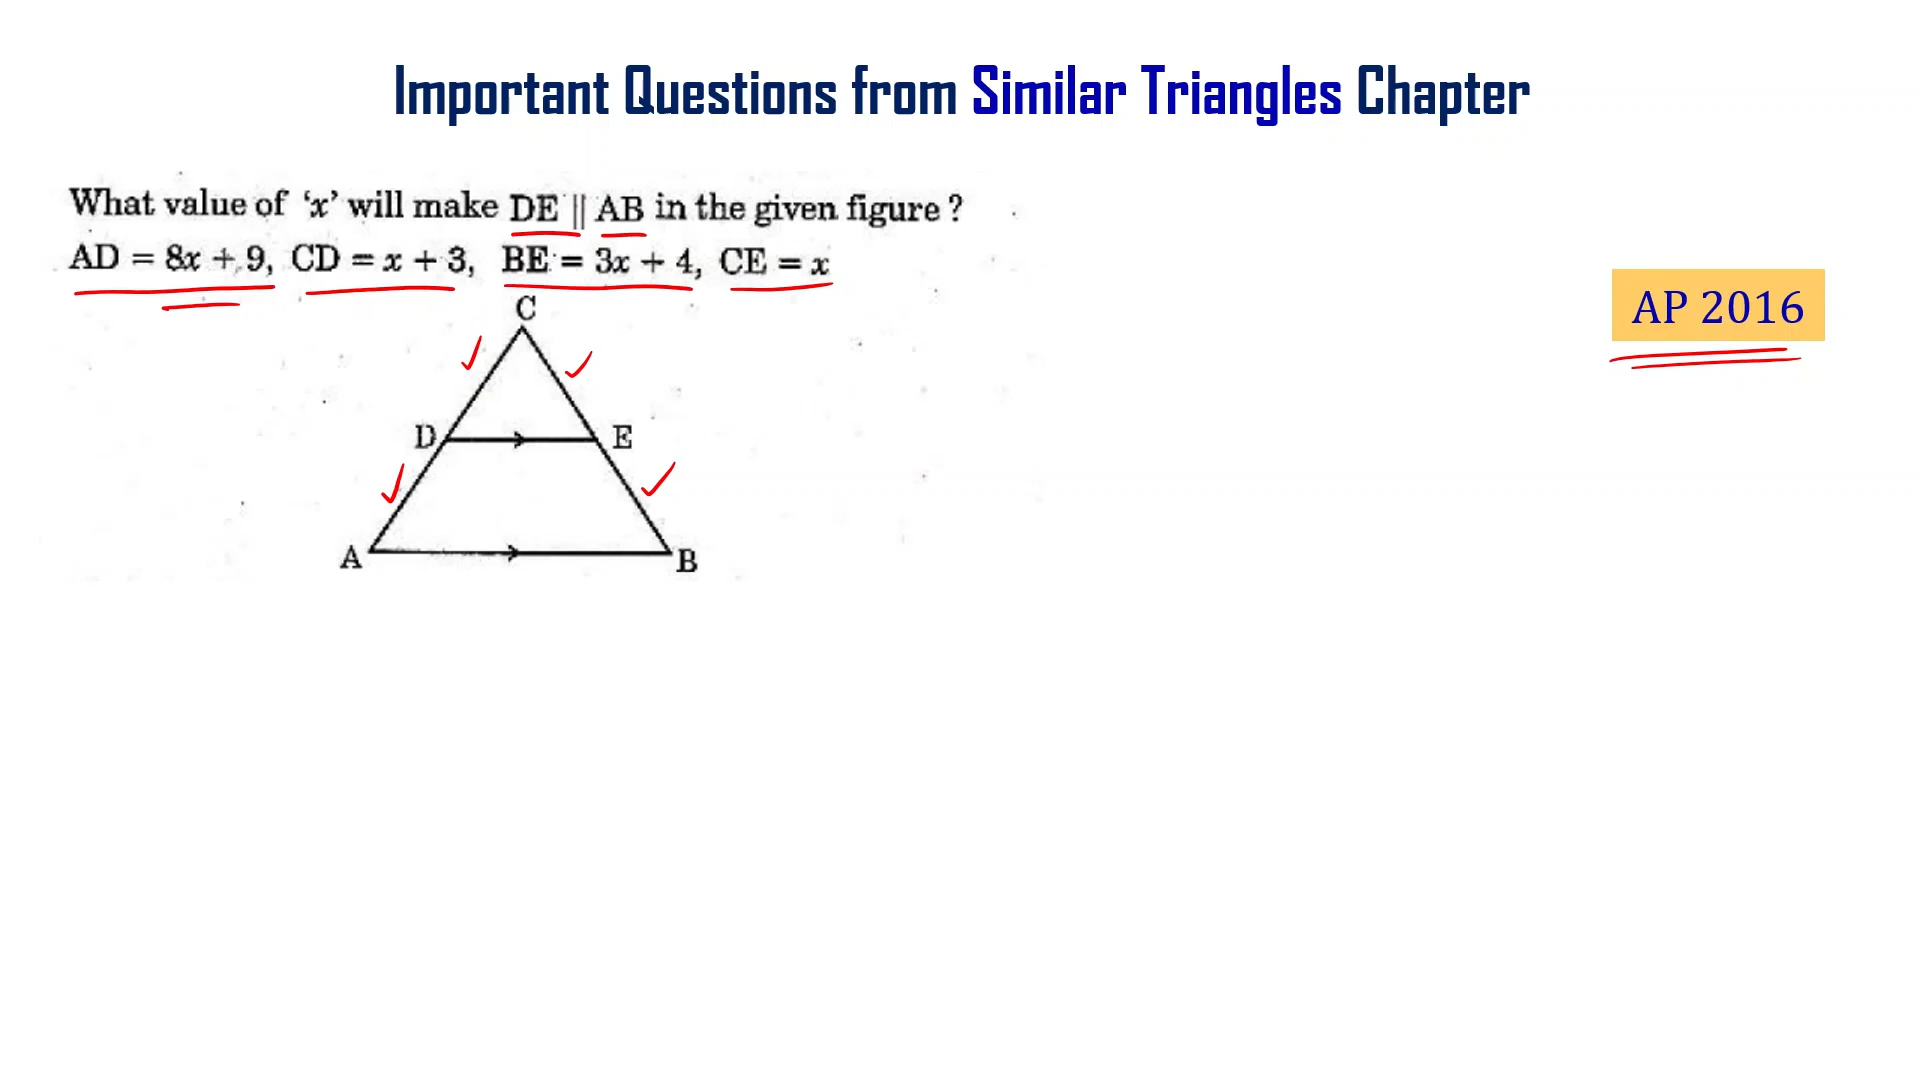 Important Questions from Similar Triangles Chapter
What value of ‘x’ will make DE || AB in the given figure ?
AD = 8x + 9, CD = x + 3, BE = 3x + 4, CE = x
AP 2016
C
D
E
A
B